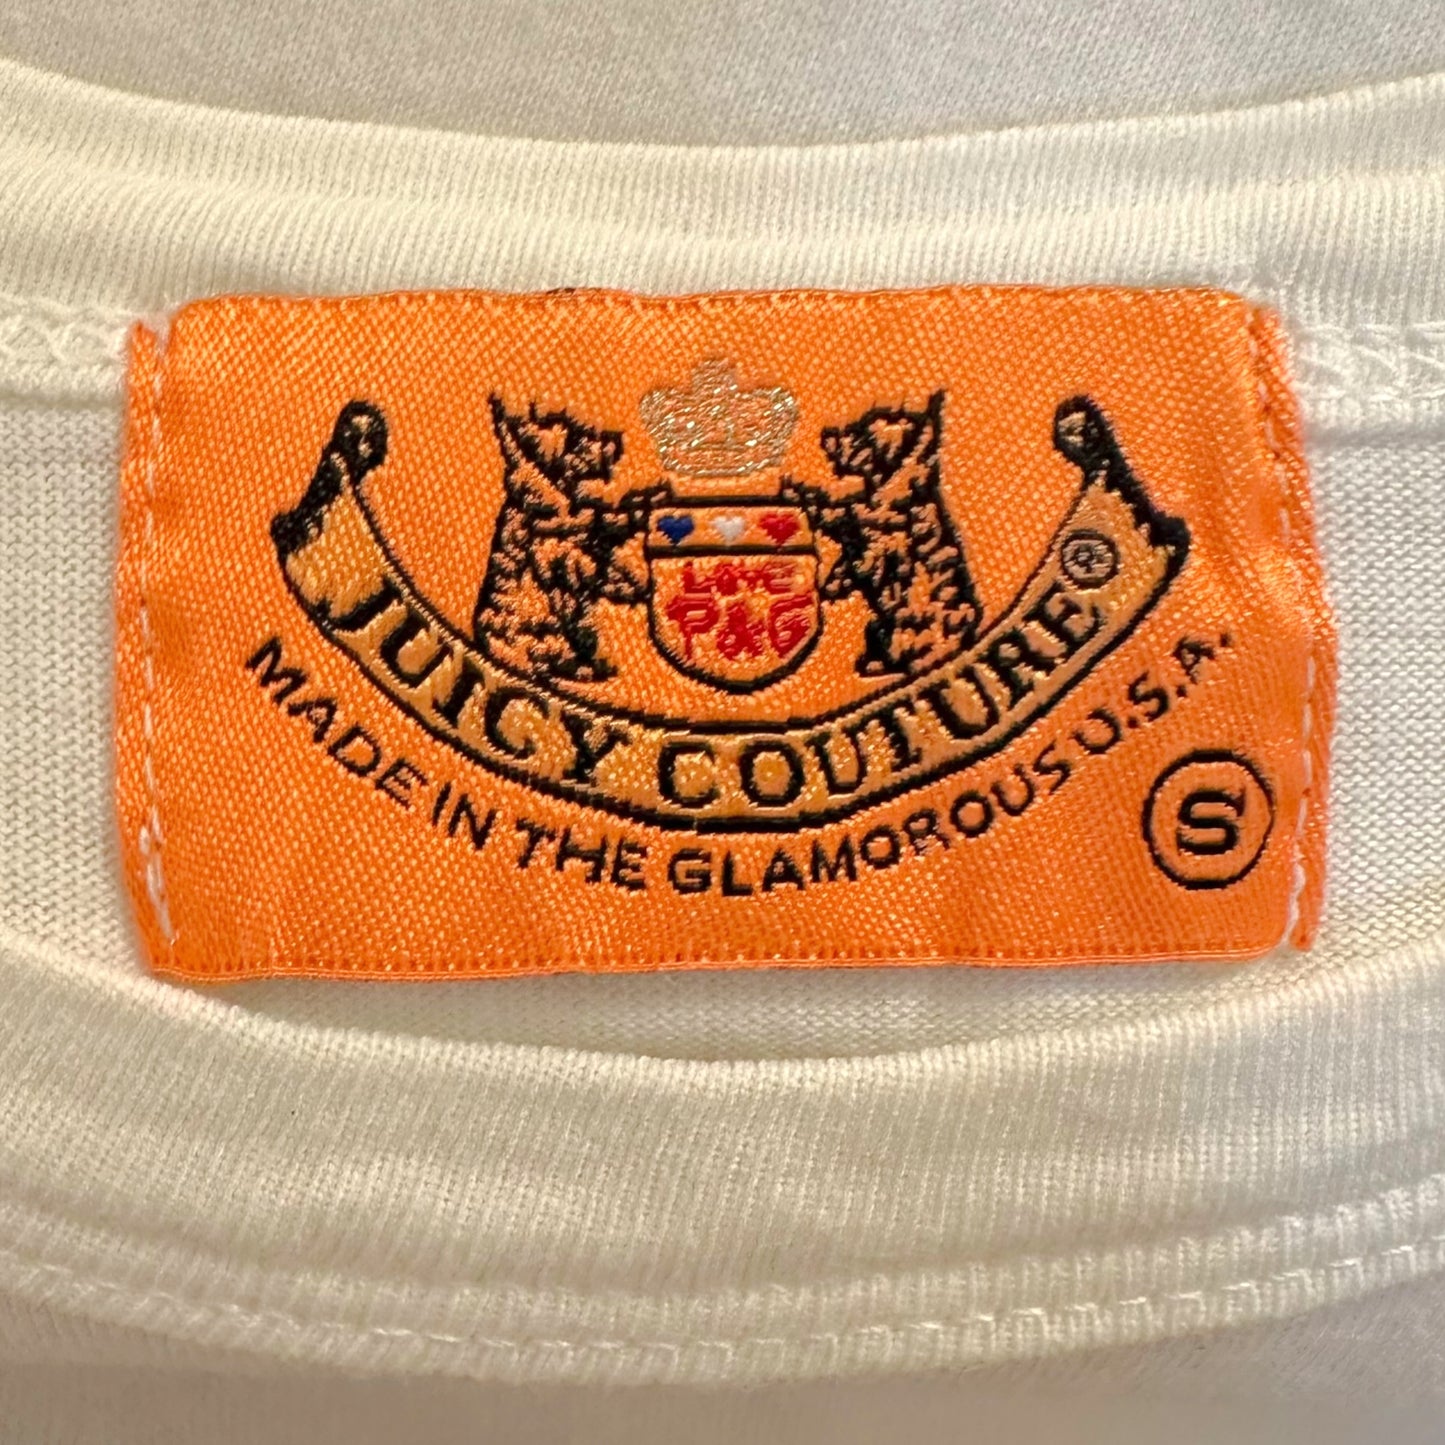 LOVE
P&G
JUICY COUTURE®
MADE IN THE GLAMOROUS U.S.A.
S